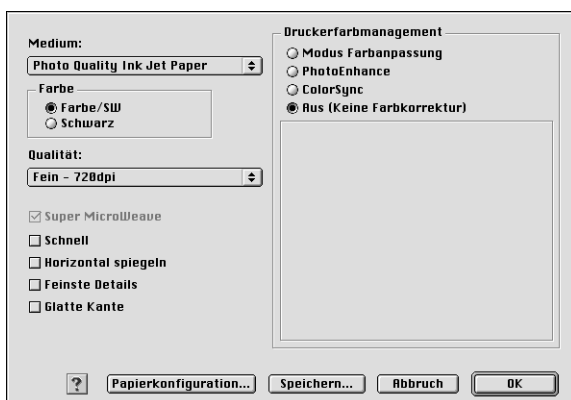 Medium:
Photo Quality Ink Jet Paper
Farbe
Farbe/SW
Schwarz
Qualität:
Fein - 720dpi
Super MicroWeave
Schnell
Horizontal spiegeln
Feinste Details
Glatte Kante
Druckerfarbmanagement
Modus Farbanpassung
PhotoEnhance
ColorSync
Aus (Keine Farbkorrektur)
?
Papierkonfiguration...
Speichern...
Abbruch
OK